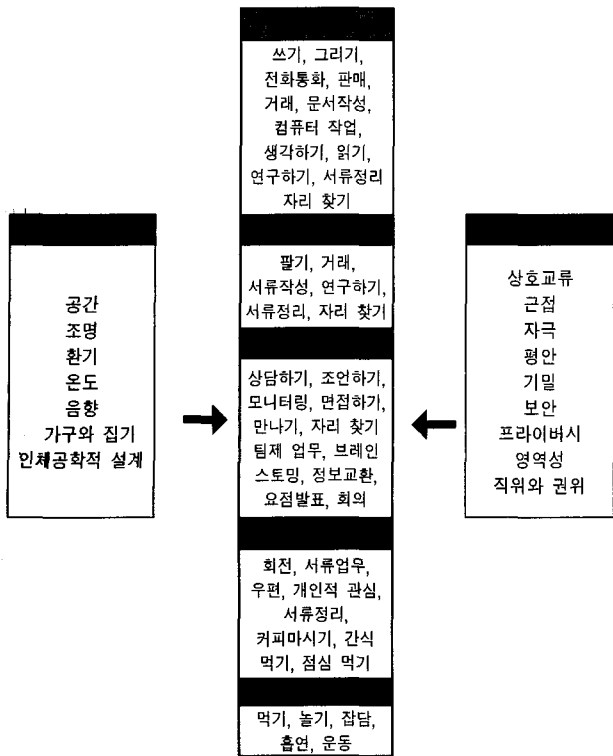 쓰기, 그리기,
전화통화, 판매,
거래, 문서작성,
컴퓨터 작업,
생각하기, 읽기,
연구하기, 서류정리
자리 찾기
공간
조명
환기
온도
음향
가구와 집기
인체공학적 설계
팔기, 거래,
서류작성, 연구하기,
서류정리, 자리 찾기
상담하기, 조언하기,
모니터링, 면접하기,
만나기, 자리 찾기
팀제 업무, 브레인
스토밍, 정보교환,
요점발표, 회의
회전, 서류업무,
우편, 개인적 관심,
서류정리,
커피마시기, 간식
먹기, 점심 먹기
먹기, 놀기, 잡담,
흡연, 운동
상호교류
근접
자극
평안
기밀
보안
프라이버시
영역성
직위와 권위